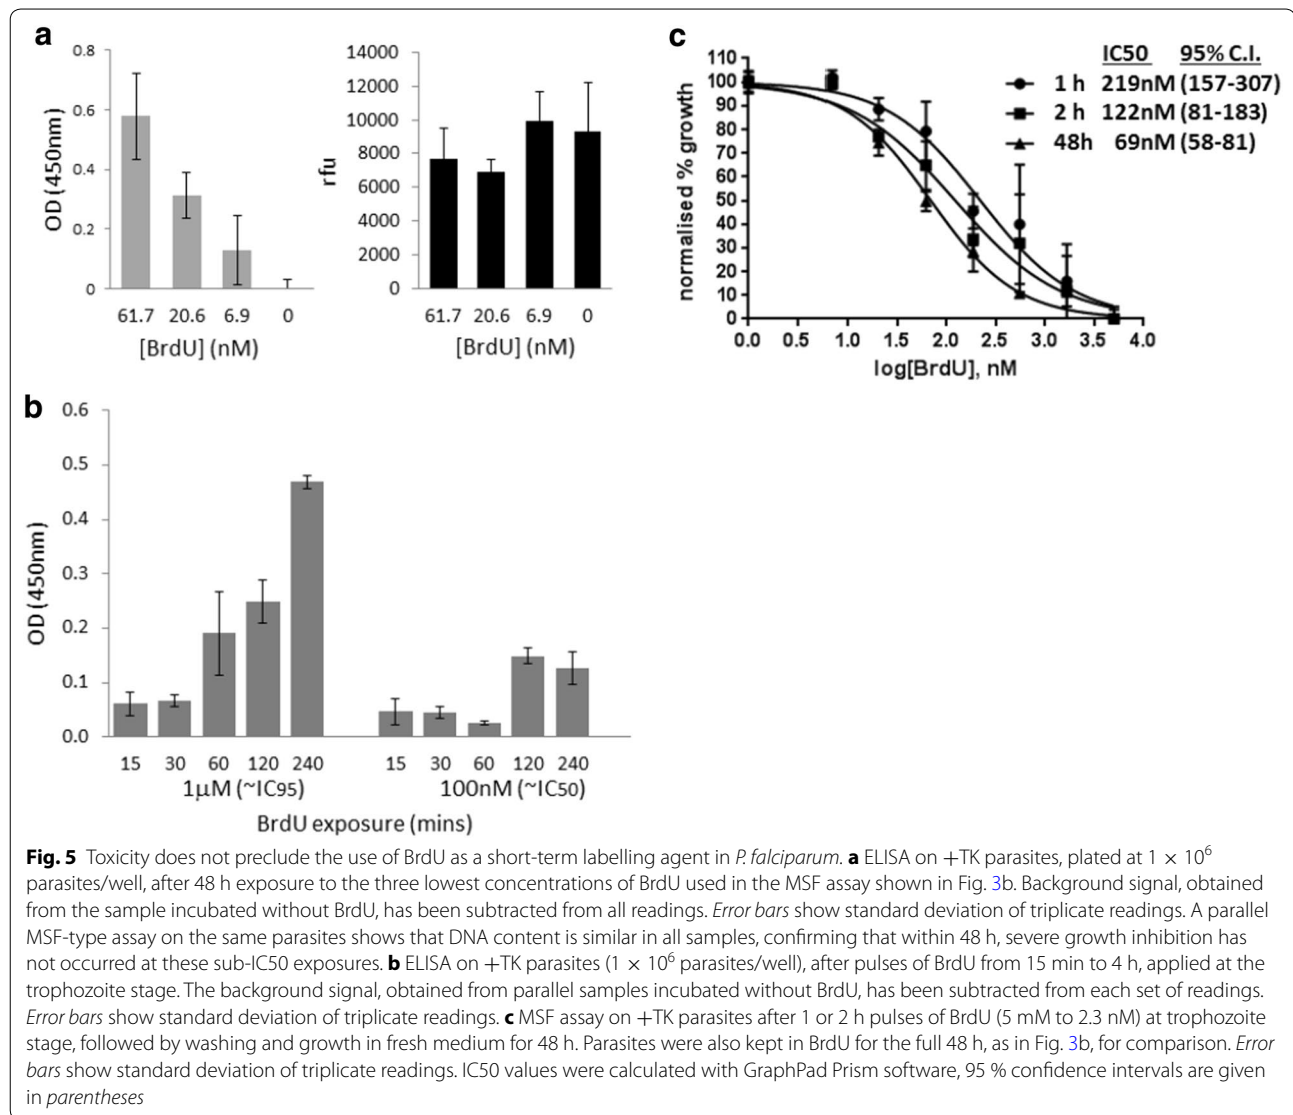 a
0.8
0.6
0.4
0.2
0
OD (450nm)
61.7 20.6 6.9 0
[BrdU] (nM)
14000
12000
10000
8000
6000
4000
2000
0
rfu
61.7 20.6 6.9 0
[BrdU] (nM)
c
110
100
90
80
70
60
50
40
30
20
10
0
normalised % growth
0.0 0.5 1.0 1.5 2.0 2.5 3.0 3.5 4.0
log[BrdU], nM
IC50 95% C.I.
1 h 219nM (157-307)
2 h 122nM (81-183)
48h 69nM (58-81)
b
0.6
0.5
0.4
0.3
0.2
0.1
0.0
OD (450nm)
15 30 60 120 240 15 30 60 120 240
1µM (~IC95) 100nM (~IC50)
BrdU exposure (mins)
Fig. 5 Toxicity does not preclude the use of BrdU as a short-term labelling agent in P. falciparum. a ELISA on +TK parasites, plated at 1 × 10⁶
parasites/well, after 48 h exposure to the three lowest concentrations of BrdU used in the MSF assay shown in Fig. 3b. Background signal, obtained
from the sample incubated without BrdU, has been subtracted from all readings. Error bars show standard deviation of triplicate readings. A parallel
MSF-type assay on the same parasites shows that DNA content is similar in all samples, confirming that within 48 h, severe growth inhibition has
not occurred at these sub-IC50 exposures. b ELISA on +TK parasites (1 × 10⁶ parasites/well), after pulses of BrdU from 15 min to 4 h, applied at the
trophozoite stage. The background signal, obtained from parallel samples incubated without BrdU, has been subtracted from each set of readings.
Error bars show standard deviation of triplicate readings. c MSF assay on +TK parasites after 1 or 2 h pulses of BrdU (5 mM to 2.3 nM) at trophozoite
stage, followed by washing and growth in fresh medium for 48 h. Parasites were also kept in BrdU for the full 48 h, as in Fig. 3b, for comparison. Error
bars show standard deviation of triplicate readings. IC50 values were calculated with GraphPad Prism software, 95 % confidence intervals are given
in parentheses